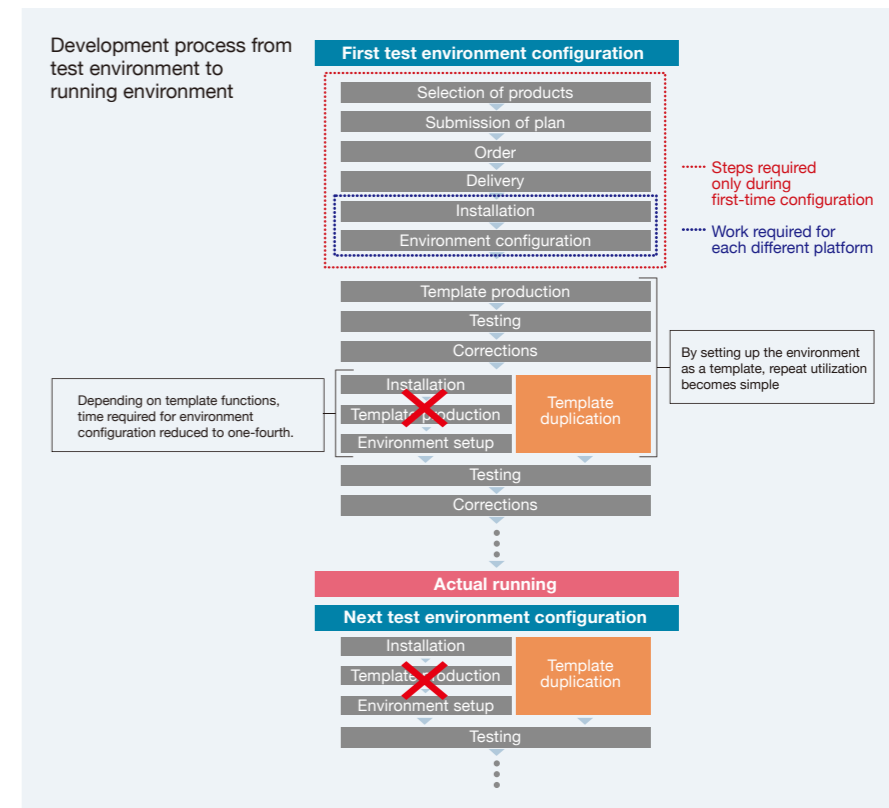 Development process from
test environment to
running environment
First test environment configuration
Selection of products
Submission of plan
Order
Delivery
Installation
Environment configuration
Steps required
only during
first-time configuration
Work required for
each different platform
Template production
Testing
Corrections
By setting up the environment
as a template, repeat utilization
becomes simple
Depending on template functions,
time required for environment
configuration reduced to one-fourth.
Installation
Template production
Environment setup
Template
duplication
Testing
Corrections
Actual running
Next test environment configuration
Installation
Template production
Environment setup
Template
duplication
Testing